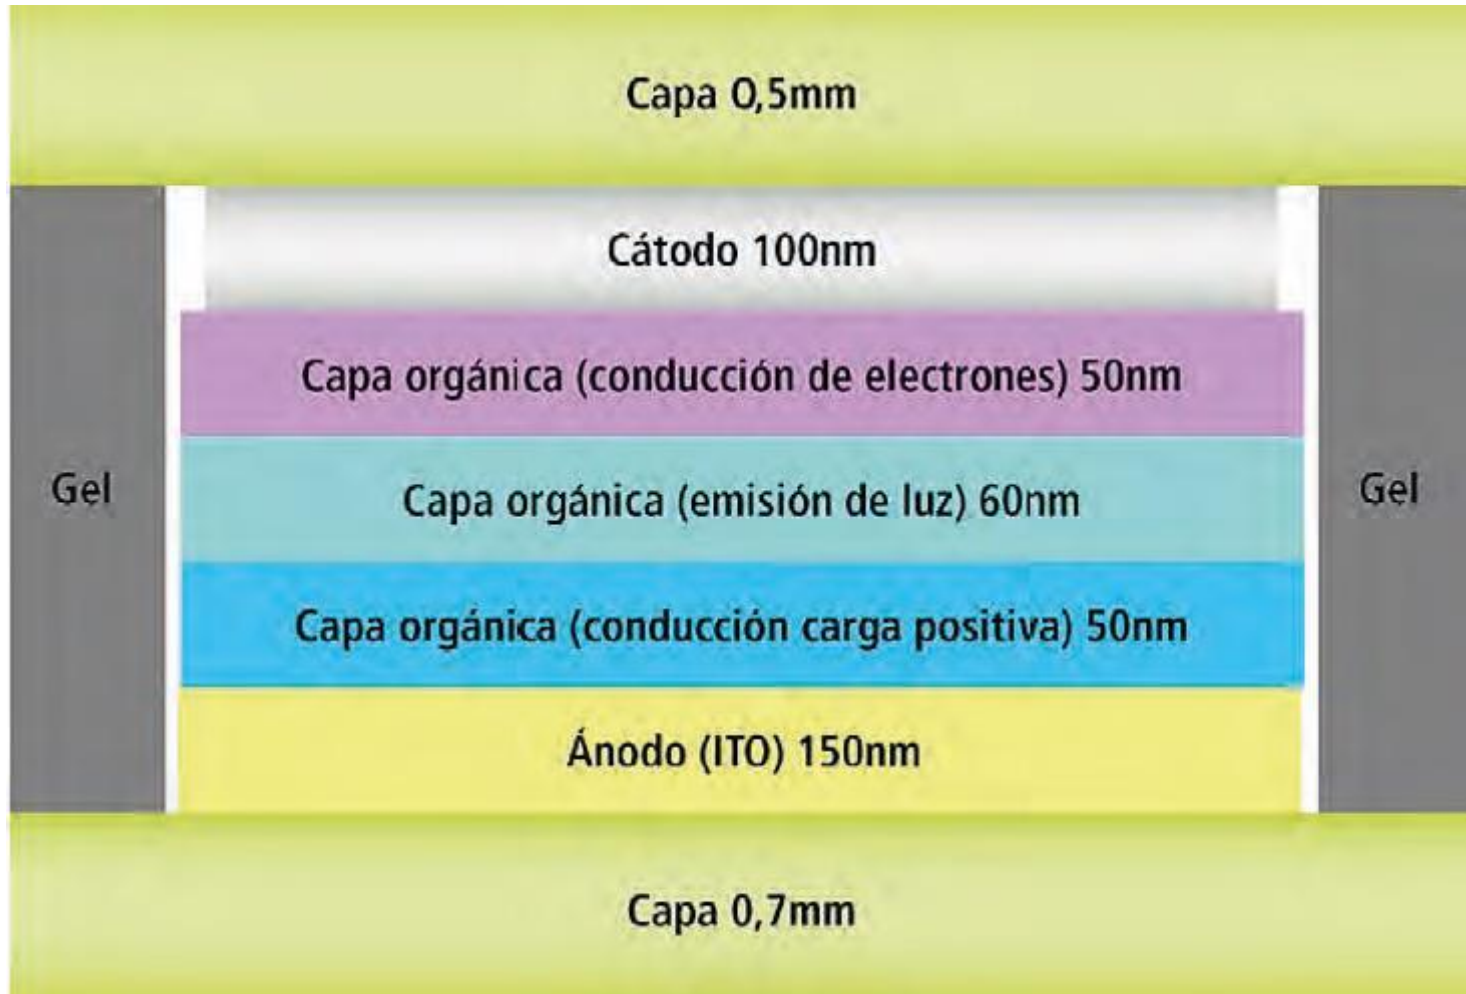 Capa 0,5mm
Cátodo 100nm
Capa orgánica (conducción de electrones) 50nm
Gel
Capa orgánica (emisión de luz) 60nm
Gel
Capa orgánica (conducción carga positiva) 50nm
Ánodo (ITO) 150nm
Capa 0,7mm